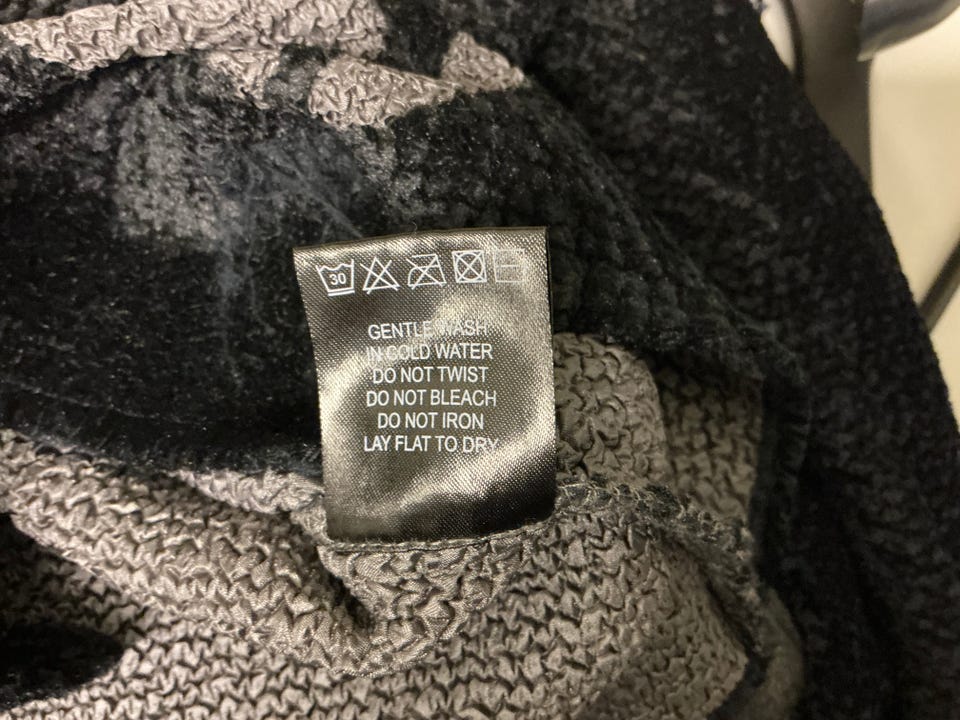 30
GENTLE WASH
IN COLD WATER
DO NOT TWIST
DO NOT BLEACH
DO NOT IRON
LAY FLAT TO DRY